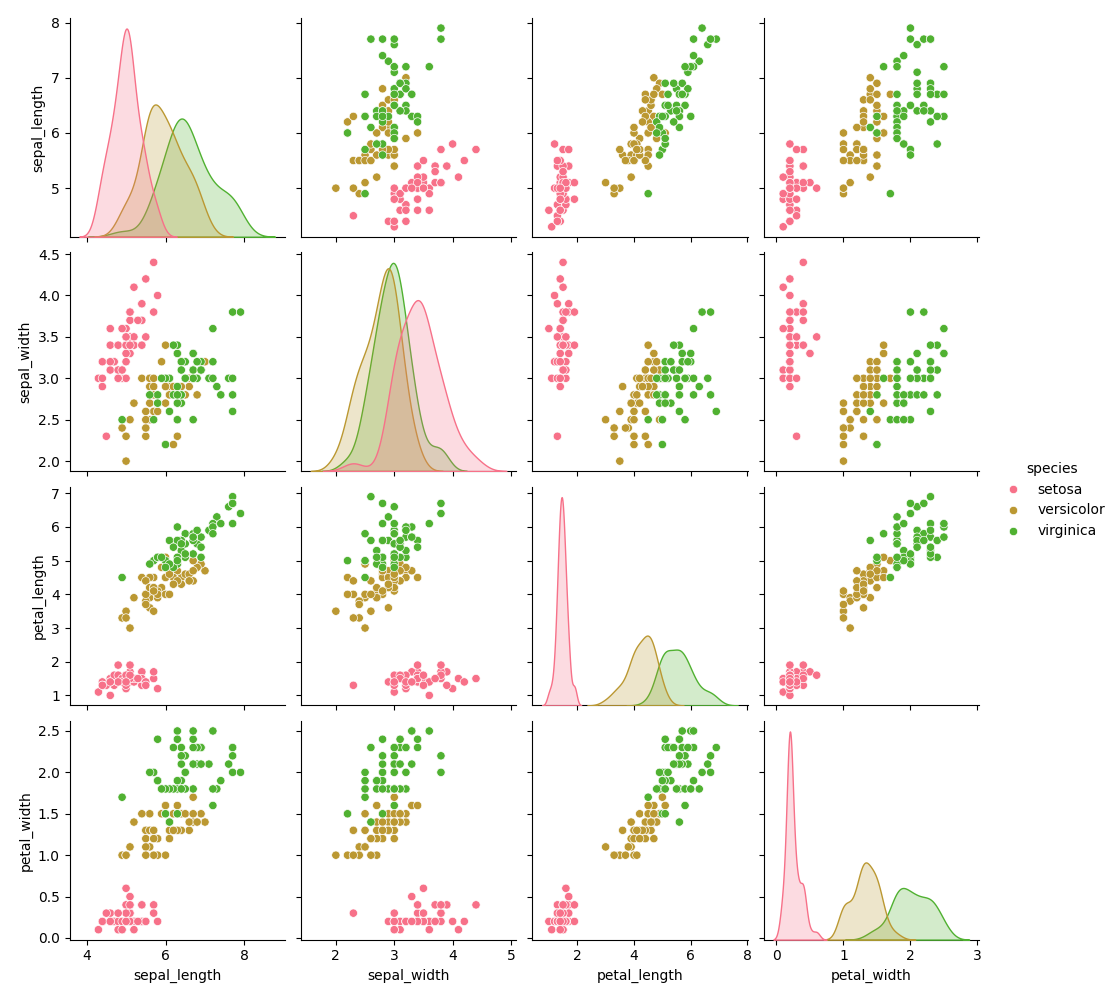 8
7
6
5
sepal_length
4.5
4.0
3.5
3.0
2.5
2.0
sepal_width
7
6
5
4
3
2
1
petal_length
2.5
2.0
1.5
1.0
0.5
0.0
petal_width
4 6 8
sepal_length
2 3 4 5
sepal_width
2 4 6 8
petal_length
0 1 2 3
petal_width
species
setosa
versicolor
virginica